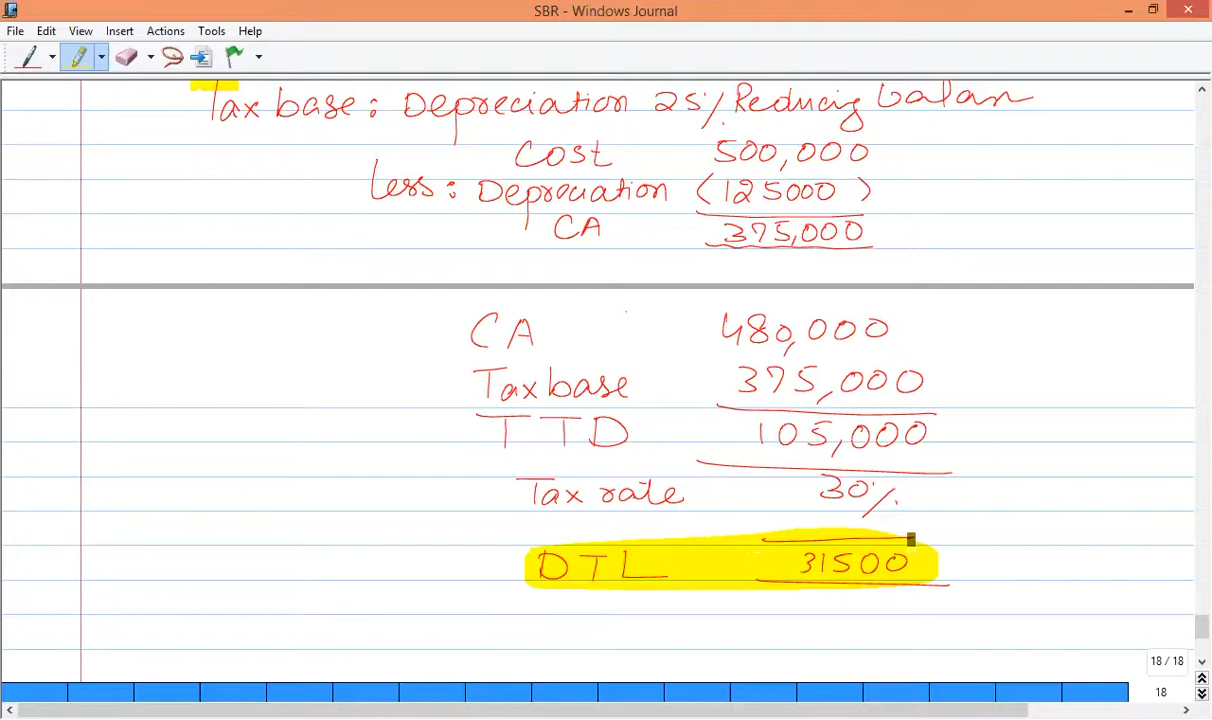 SBR - Windows Journal
File Edit View Insert Actions Tools Help
Tax base: Depreciation 25% Reducing balan
Cost 500,000
less: Depreciation (125000)
CA 375,000
CA 480,000
Tax base 375,000
TTD 105,000
Tax rate 30%
DTL 31500
18 / 18
18